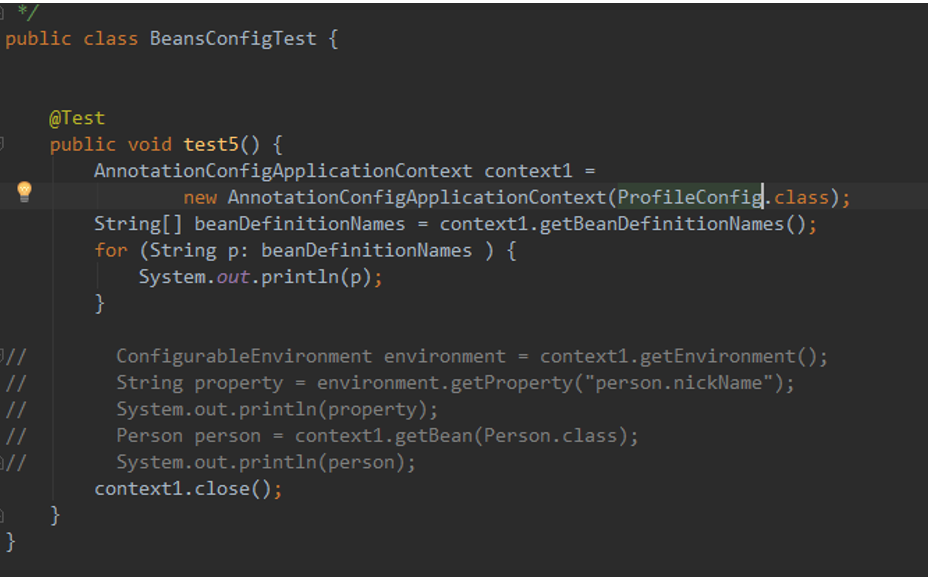 */
public class BeansConfigTest {
@Test
public void test5() {
AnnotationConfigApplicationContext context1 =
new AnnotationConfigApplicationContext(ProfileConfig.class);
String[] beanDefinitionNames = context1.getBeanDefinitionNames();
for (String p: beanDefinitionNames ) {
System.out.println(p);
}
//        ConfigurableEnvironment environment = context1.getEnvironment();
//        String property = environment.getProperty("person.nickName");
//        System.out.println(property);
//        Person person = context1.getBean(Person.class);
//        System.out.println(person);
context1.close();
}
}